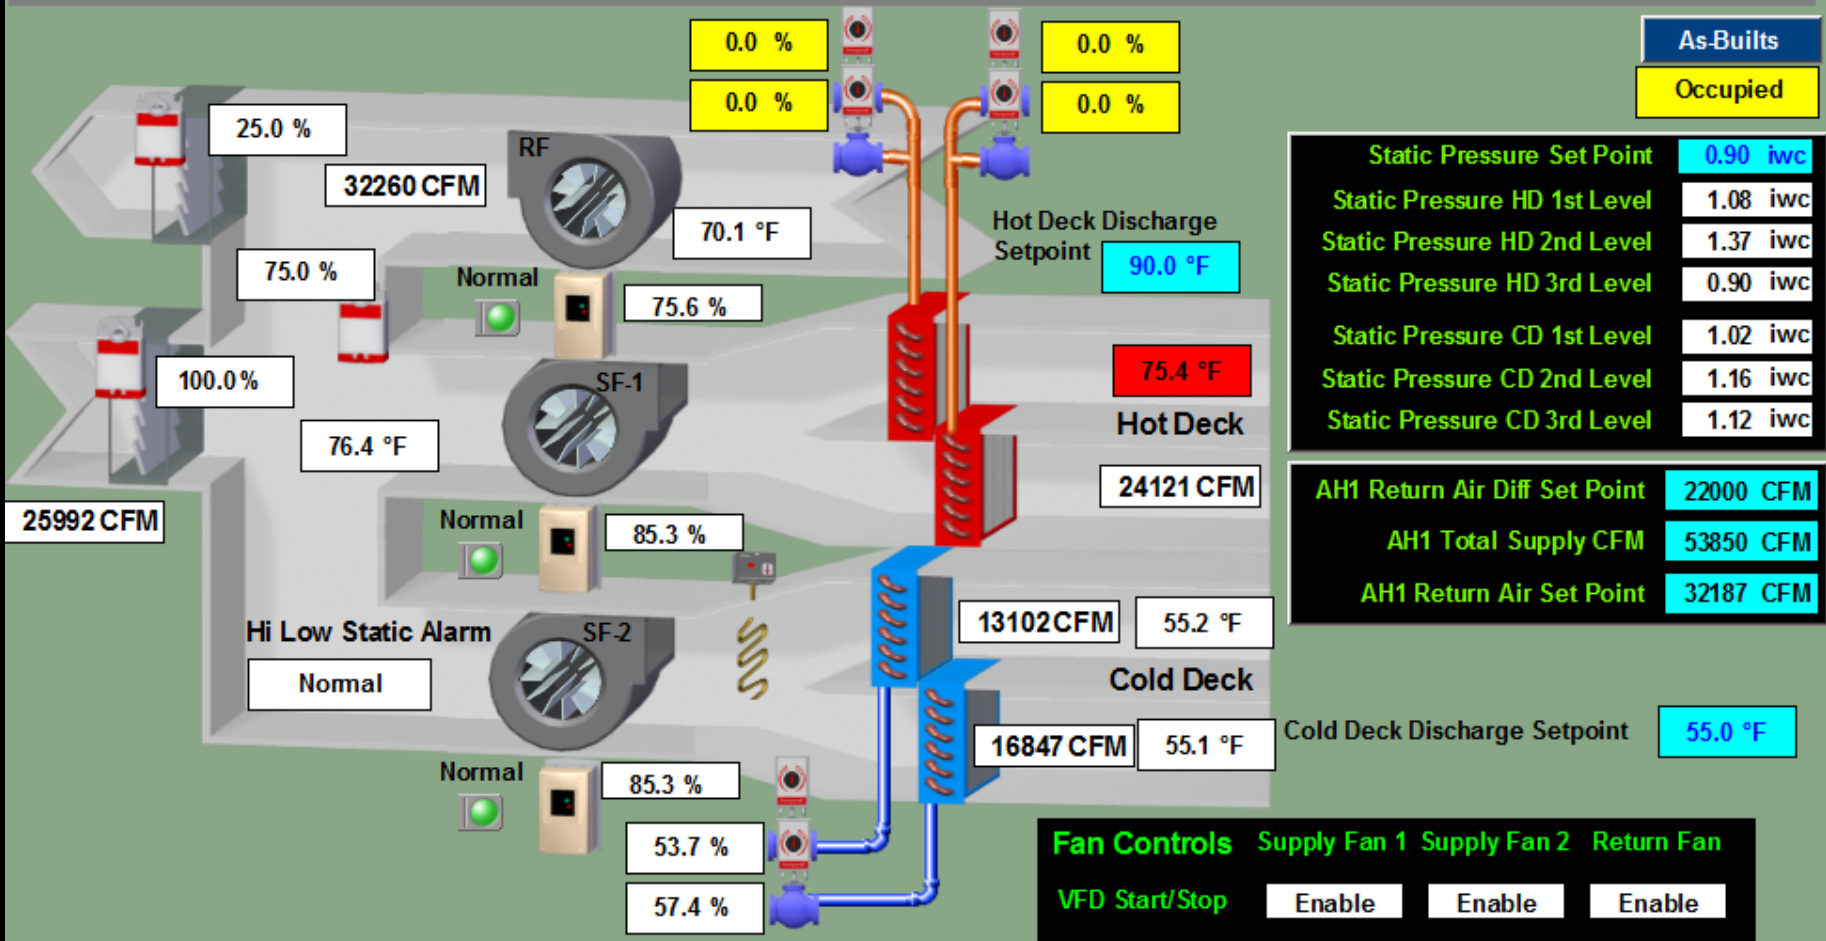 0.0 %
0.0 %
As-Builts
0.0 %
0.0 %
Occupied
25.0 %
RF
32260 CFM
70.1 °F
75.0 %
Normal
75.6 %
Hot Deck Discharge
Setpoint
90.0 °F
Static Pressure Set Point 0.90 iwc
Static Pressure HD 1st Level 1.08 iwc
Static Pressure HD 2nd Level 1.37 iwc
Static Pressure HD 3rd Level 0.90 iwc
Static Pressure CD 1st Level 1.02 iwc
Static Pressure CD 2nd Level 1.16 iwc
Static Pressure CD 3rd Level 1.12 iwc
100.0%
SF-1
75.4 °F
Hot Deck
76.4 °F
24121 CFM
25992 CFM
Normal
85.3 %
AH1 Return Air Diff Set Point 22000 CFM
AH1 Total Supply CFM 53850 CFM
AH1 Return Air Set Point 32187 CFM
Hi Low Static Alarm
Normal
SF-2
13102CFM
55.2 °F
Cold Deck
16847 CFM
55.1 °F
Cold Deck Discharge Setpoint 55.0 °F
Normal
85.3 %
53.7 %
57.4 %
Fan Controls Supply Fan 1 Supply Fan 2 Return Fan
VFD Start/Stop Enable Enable Enable